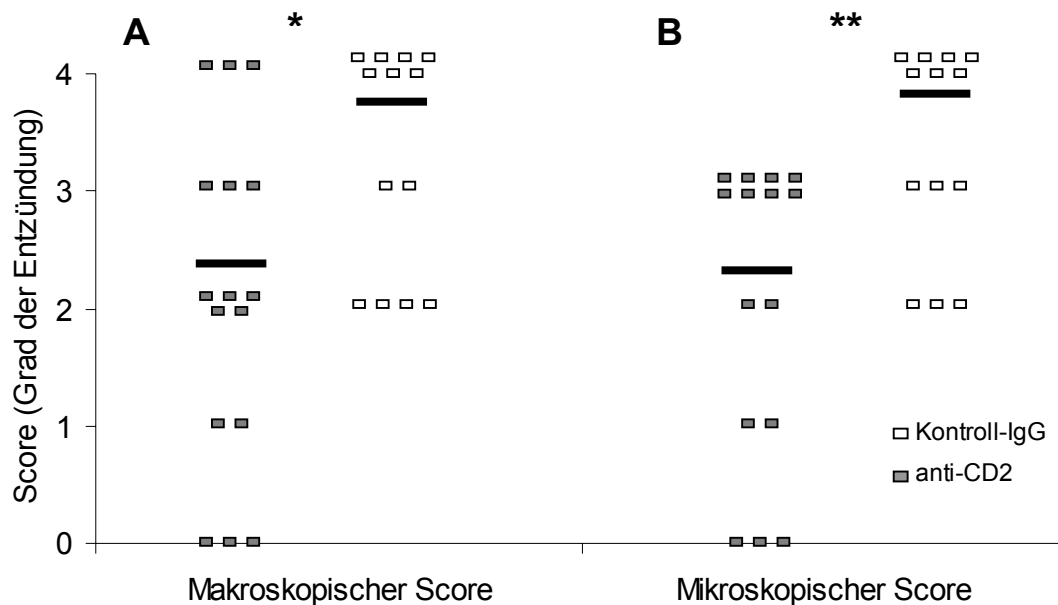 A
*
B
**
Score (Grad der Entzündung)
4
3
2
1
0
Kontroll-IgG
anti-CD2
Makroskopischer Score
Mikroskopischer Score